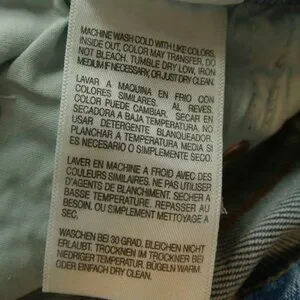 MACHINE WASH COLD WITH LIKE COLORS,
INSIDE OUT, COLOR MAY TRANSFER, DO
NOT BLEACH. TUMBLE DRY LOW, IRON
MEDIUM IF NECESSARY, OR JUST DRY CLEAN.
LAVAR A MAQUINA EN FRIO CON
COLORES SIMILARES. AL REVES
COLOR PUEDE CAMBIAR. SECAR EN
SECADORA A BAJA TEMPERATURA. NO
USAR DETERGENTE BLANQUEADOR.
PLANCHAR A TEMPERATURA MEDIA SI
ES NECESARIO O SIMPLEMENTE SECO.
LAVER EN MACHINE A FROID AVEC DES
COULEURS SIMILAIRES. NE PAS UTILISER
D'AGENTS DE BLANCHIMENT. SECHER A
BASSE TEMPERATURE. REPASSER AU
BESOIN, OU SIMPLEMENT METTOYAGE A
SEC.
WASCHEN BEI 30 GRAD. BLEICHEN NICHT
ERLAUBT. TROCKNEN IM TROCKNER BEI
NIEDRIGER TEMPERATUR. BÜGELN WARM
ODER EINFACH DRY CLEAN.